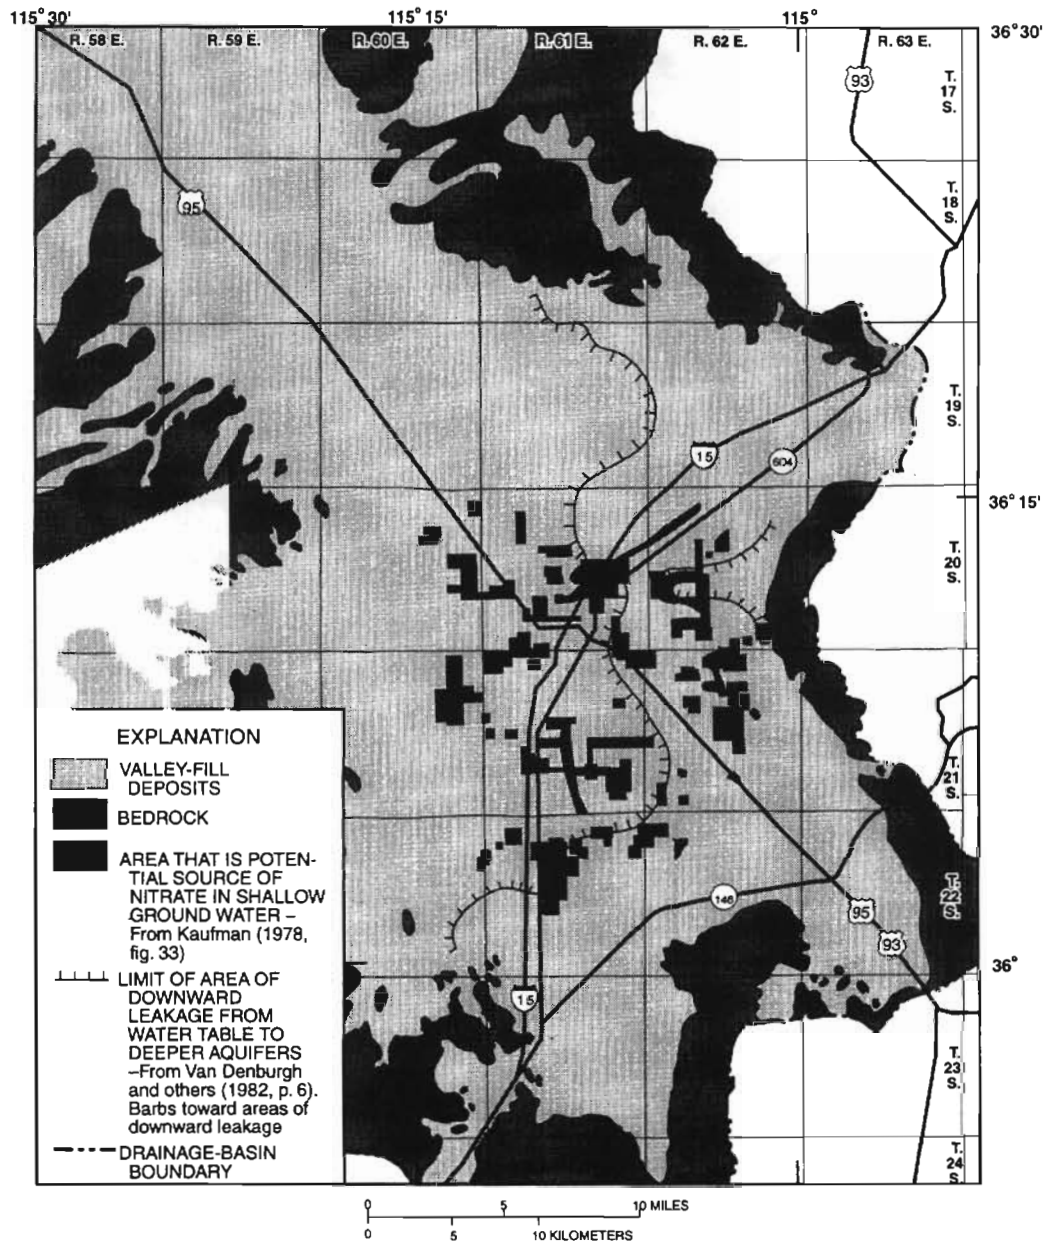 115° 30'
115° 15'
115°
R. 58 E.
R. 59 E.
R. 60 E.
R. 61 E.
R. 62 E.
R. 63 E.
36° 30'
93
T.
17
S.
95
T.
18
S.
T.
19
S.
15
604
36° 15'
T.
20
S.
T.
21
S.
T.
22
S.
146
95
93
36°
15
T.
23
S.
T.
24
S.
EXPLANATION
VALLEY-FILL
DEPOSITS
BEDROCK
AREA THAT IS POTEN-
TIAL SOURCE OF
NITRATE IN SHALLOW
GROUND WATER –
From Kaufman (1978,
fig. 33)
LIMIT OF AREA OF
DOWNWARD
LEAKAGE FROM
WATER TABLE TO
DEEPER AQUIFERS
–From Van Denburgh
and others (1982, p. 6).
Barbs toward areas of
downward leakage
DRAINAGE-BASIN
BOUNDARY
0 5 10 MILES
0 5 10 KILOMETERS